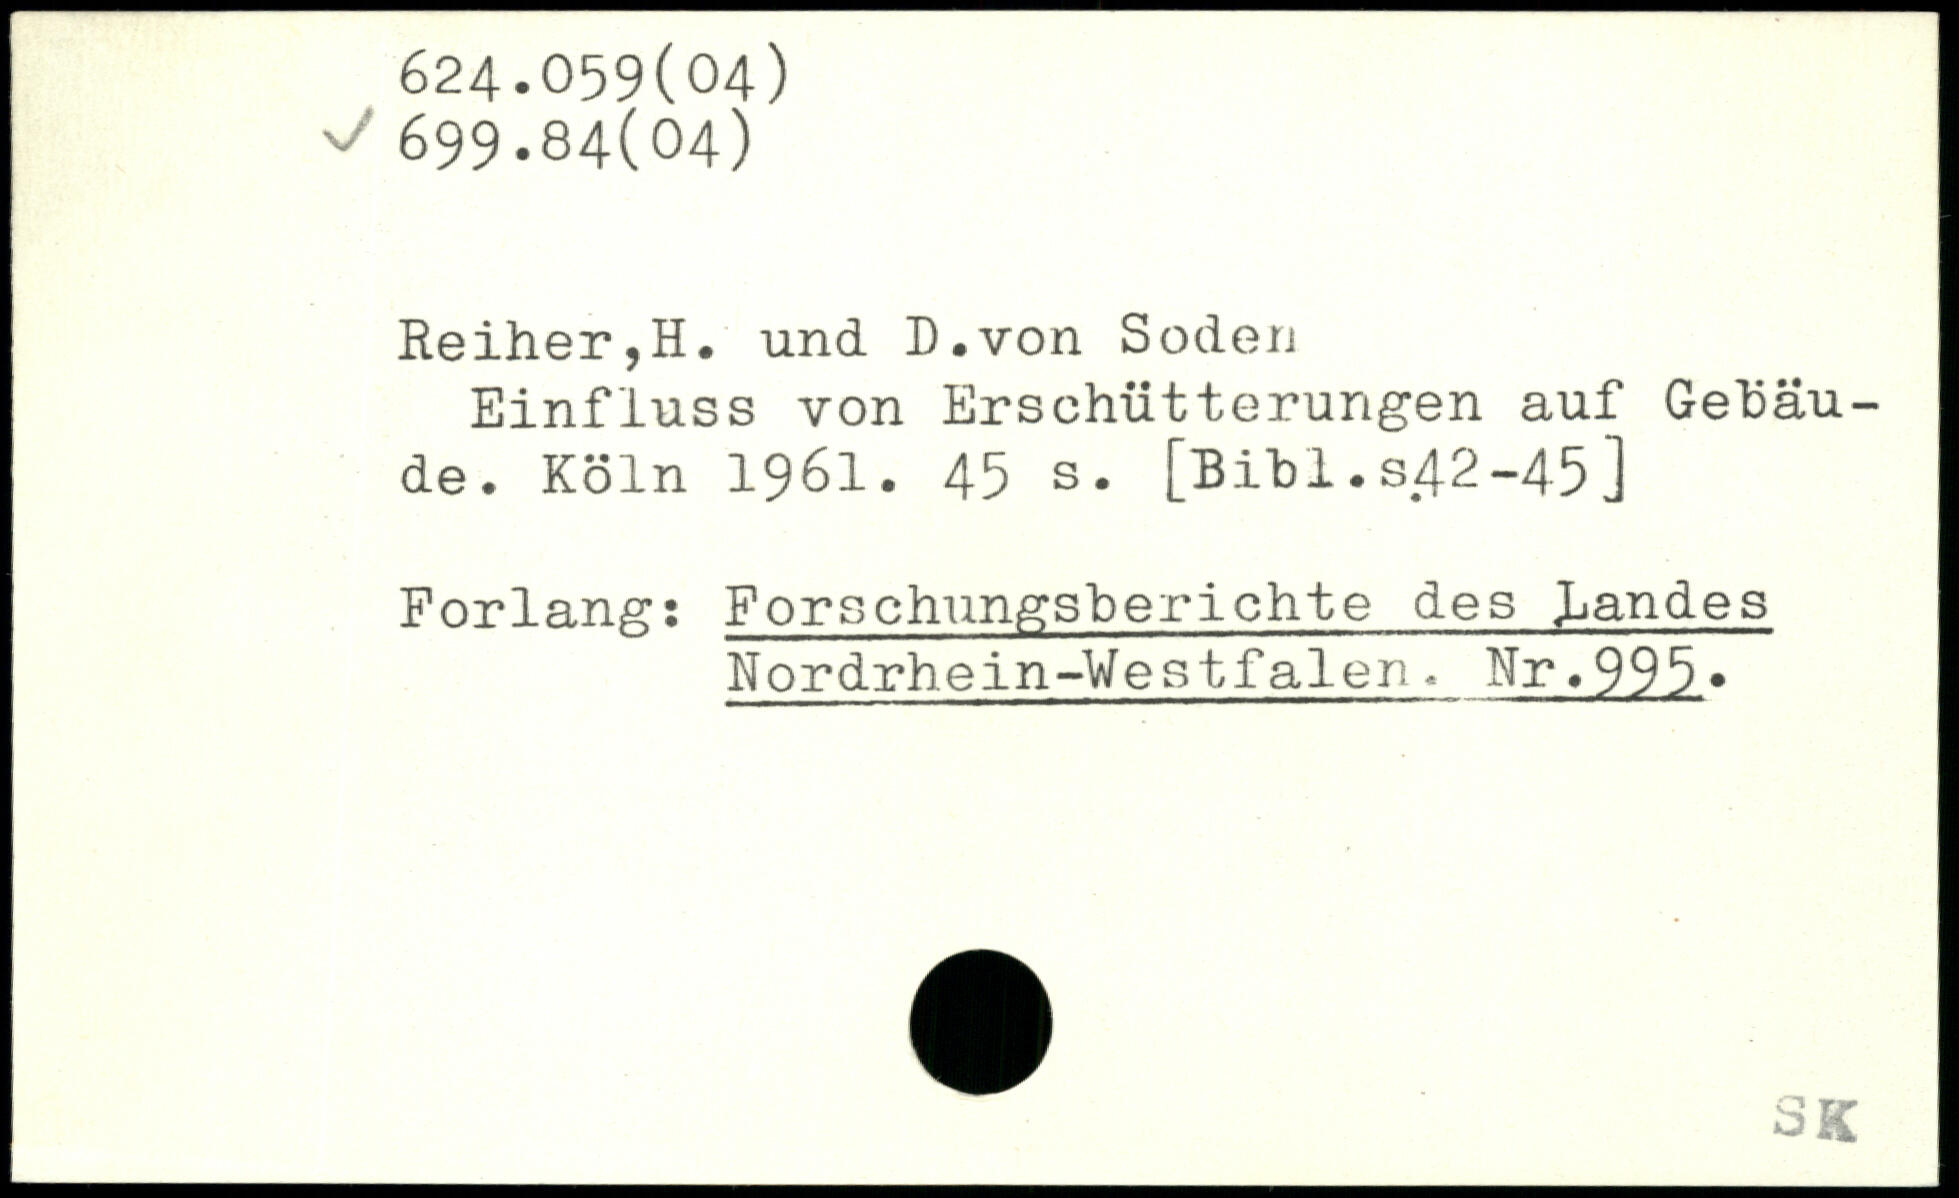 624.059(04)
✓ 699.84(04)
Reiher,H. und D.von Soden
Einfluss von Erschütterungen auf Gebäu-
de. Köln 1961. 45 s. [Bibl.s.42-45]
Forlang: Forschungsberichte des Landes
Nordrhein-Westfalen. Nr.995.
SK